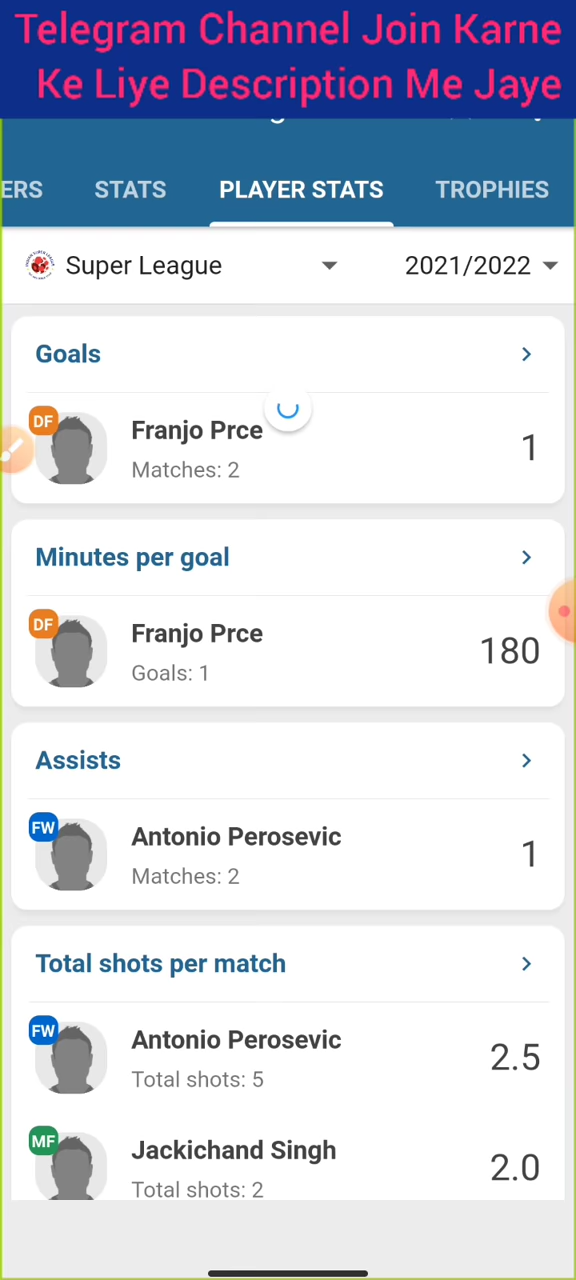 Telegram Channel Join Karne
Ke Liye Description Me Jaye
ERS STATS PLAYER STATS TROPHIES
Super League 2021/2022
Goals
DF
Franjo Prce
Matches: 2
1
Minutes per goal
DF
Franjo Prce
Goals: 1
180
Assists
FW
Antonio Perosevic
Matches: 2
1
Total shots per match
FW
Antonio Perosevic
Total shots: 5
2.5
MF
Jackichand Singh
Total shots: 2
2.0